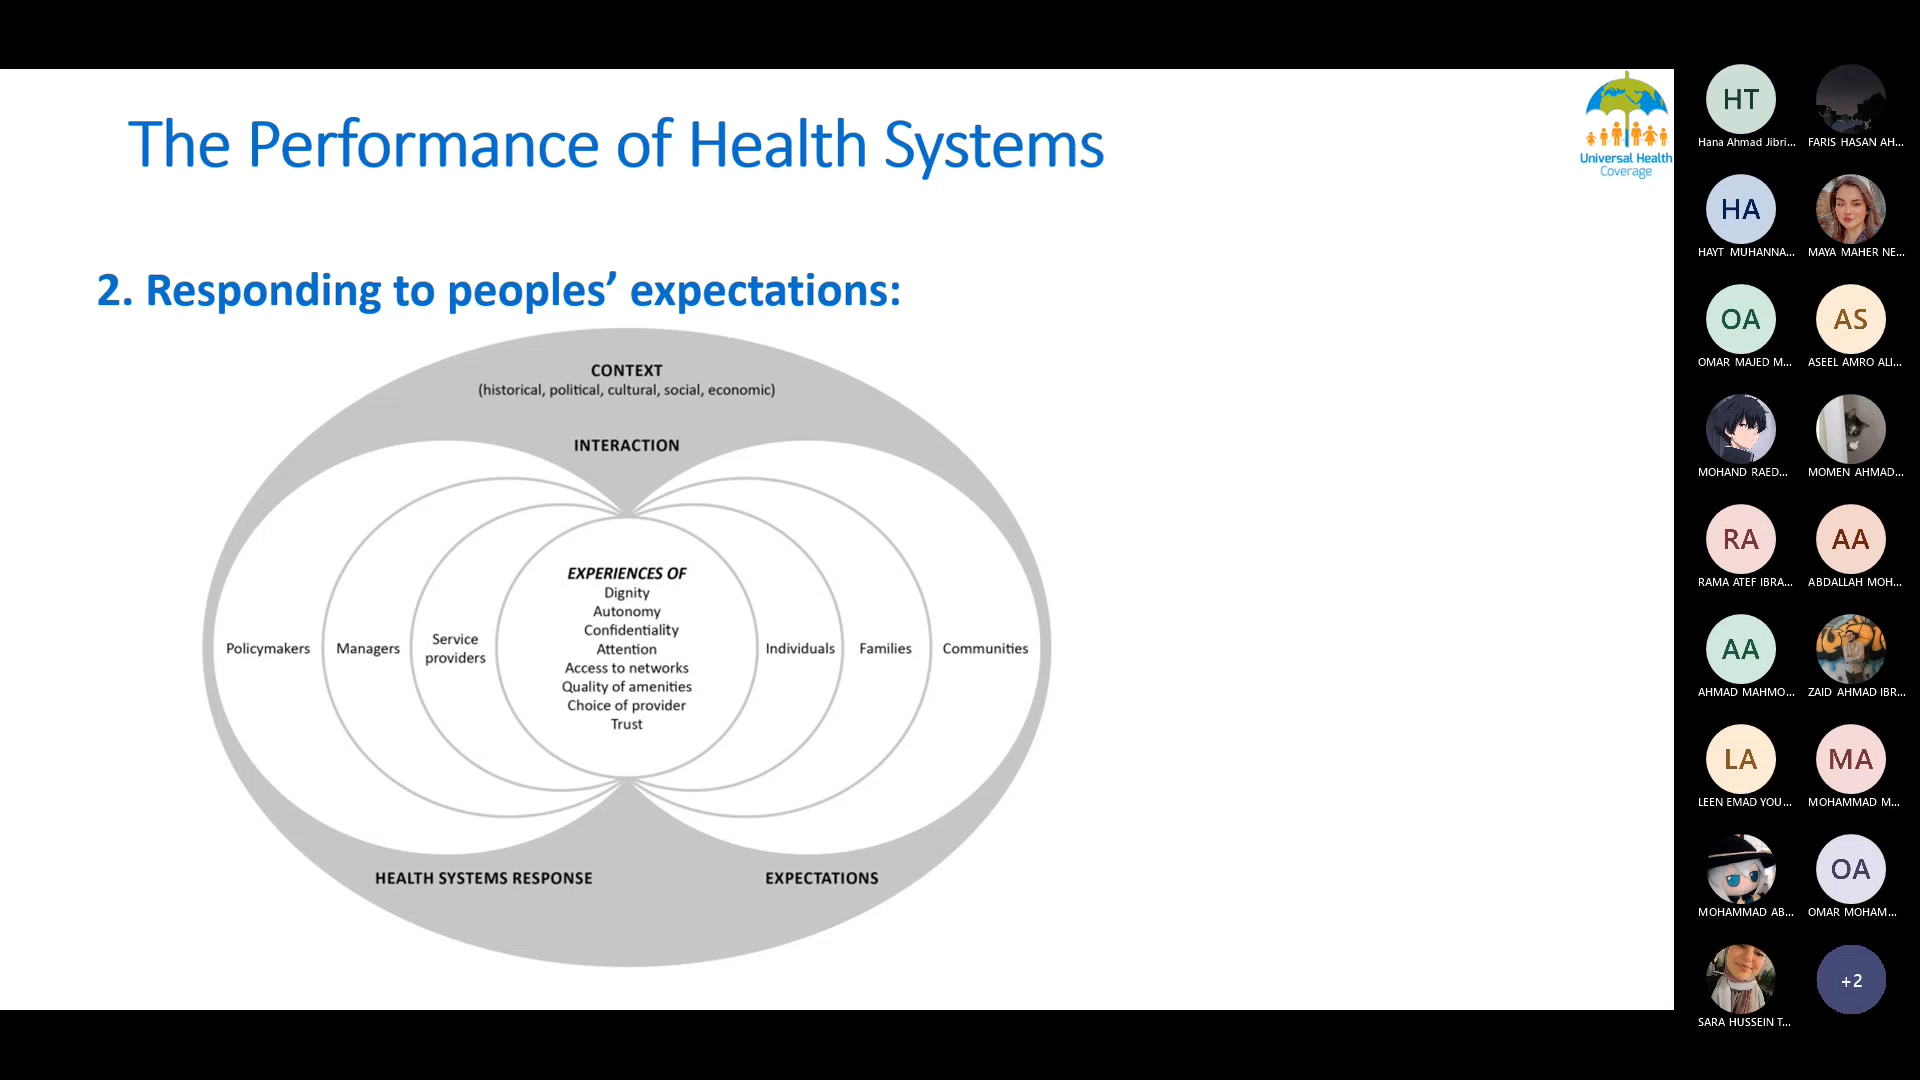 The Performance of Health Systems
Universal Health
Coverage
2. Responding to peoples’ expectations:
CONTEXT
(historical, political, cultural, social, economic)
INTERACTION
EXPERIENCES OF
Dignity
Autonomy
Confidentiality
Attention
Access to networks
Quality of amenities
Choice of provider
Trust
Policymakers
Managers
Service
providers
Individuals
Families
Communities
HEALTH SYSTEMS RESPONSE
EXPECTATIONS
HT
Hana Ahmad Jibri...
FARIS HASAN AH...
HA
HAYT MUHANNA...
MAYA MAHER NE...
OA
OMAR MAJED M...
AS
ASEEL AMRO ALI...
MOHAND RAED...
MOMEN AHMAD...
RA
RAMA ATEF IBRA...
AA
ABDALLAH MOH...
AA
AHMAD MAHMO...
ZAID AHMAD IBR...
LA
LEEN EMAD YOU...
MA
MOHAMMAD M...
MOHAMMAD AB...
OA
OMAR MOHAM...
SARA HUSSEIN T...
+2